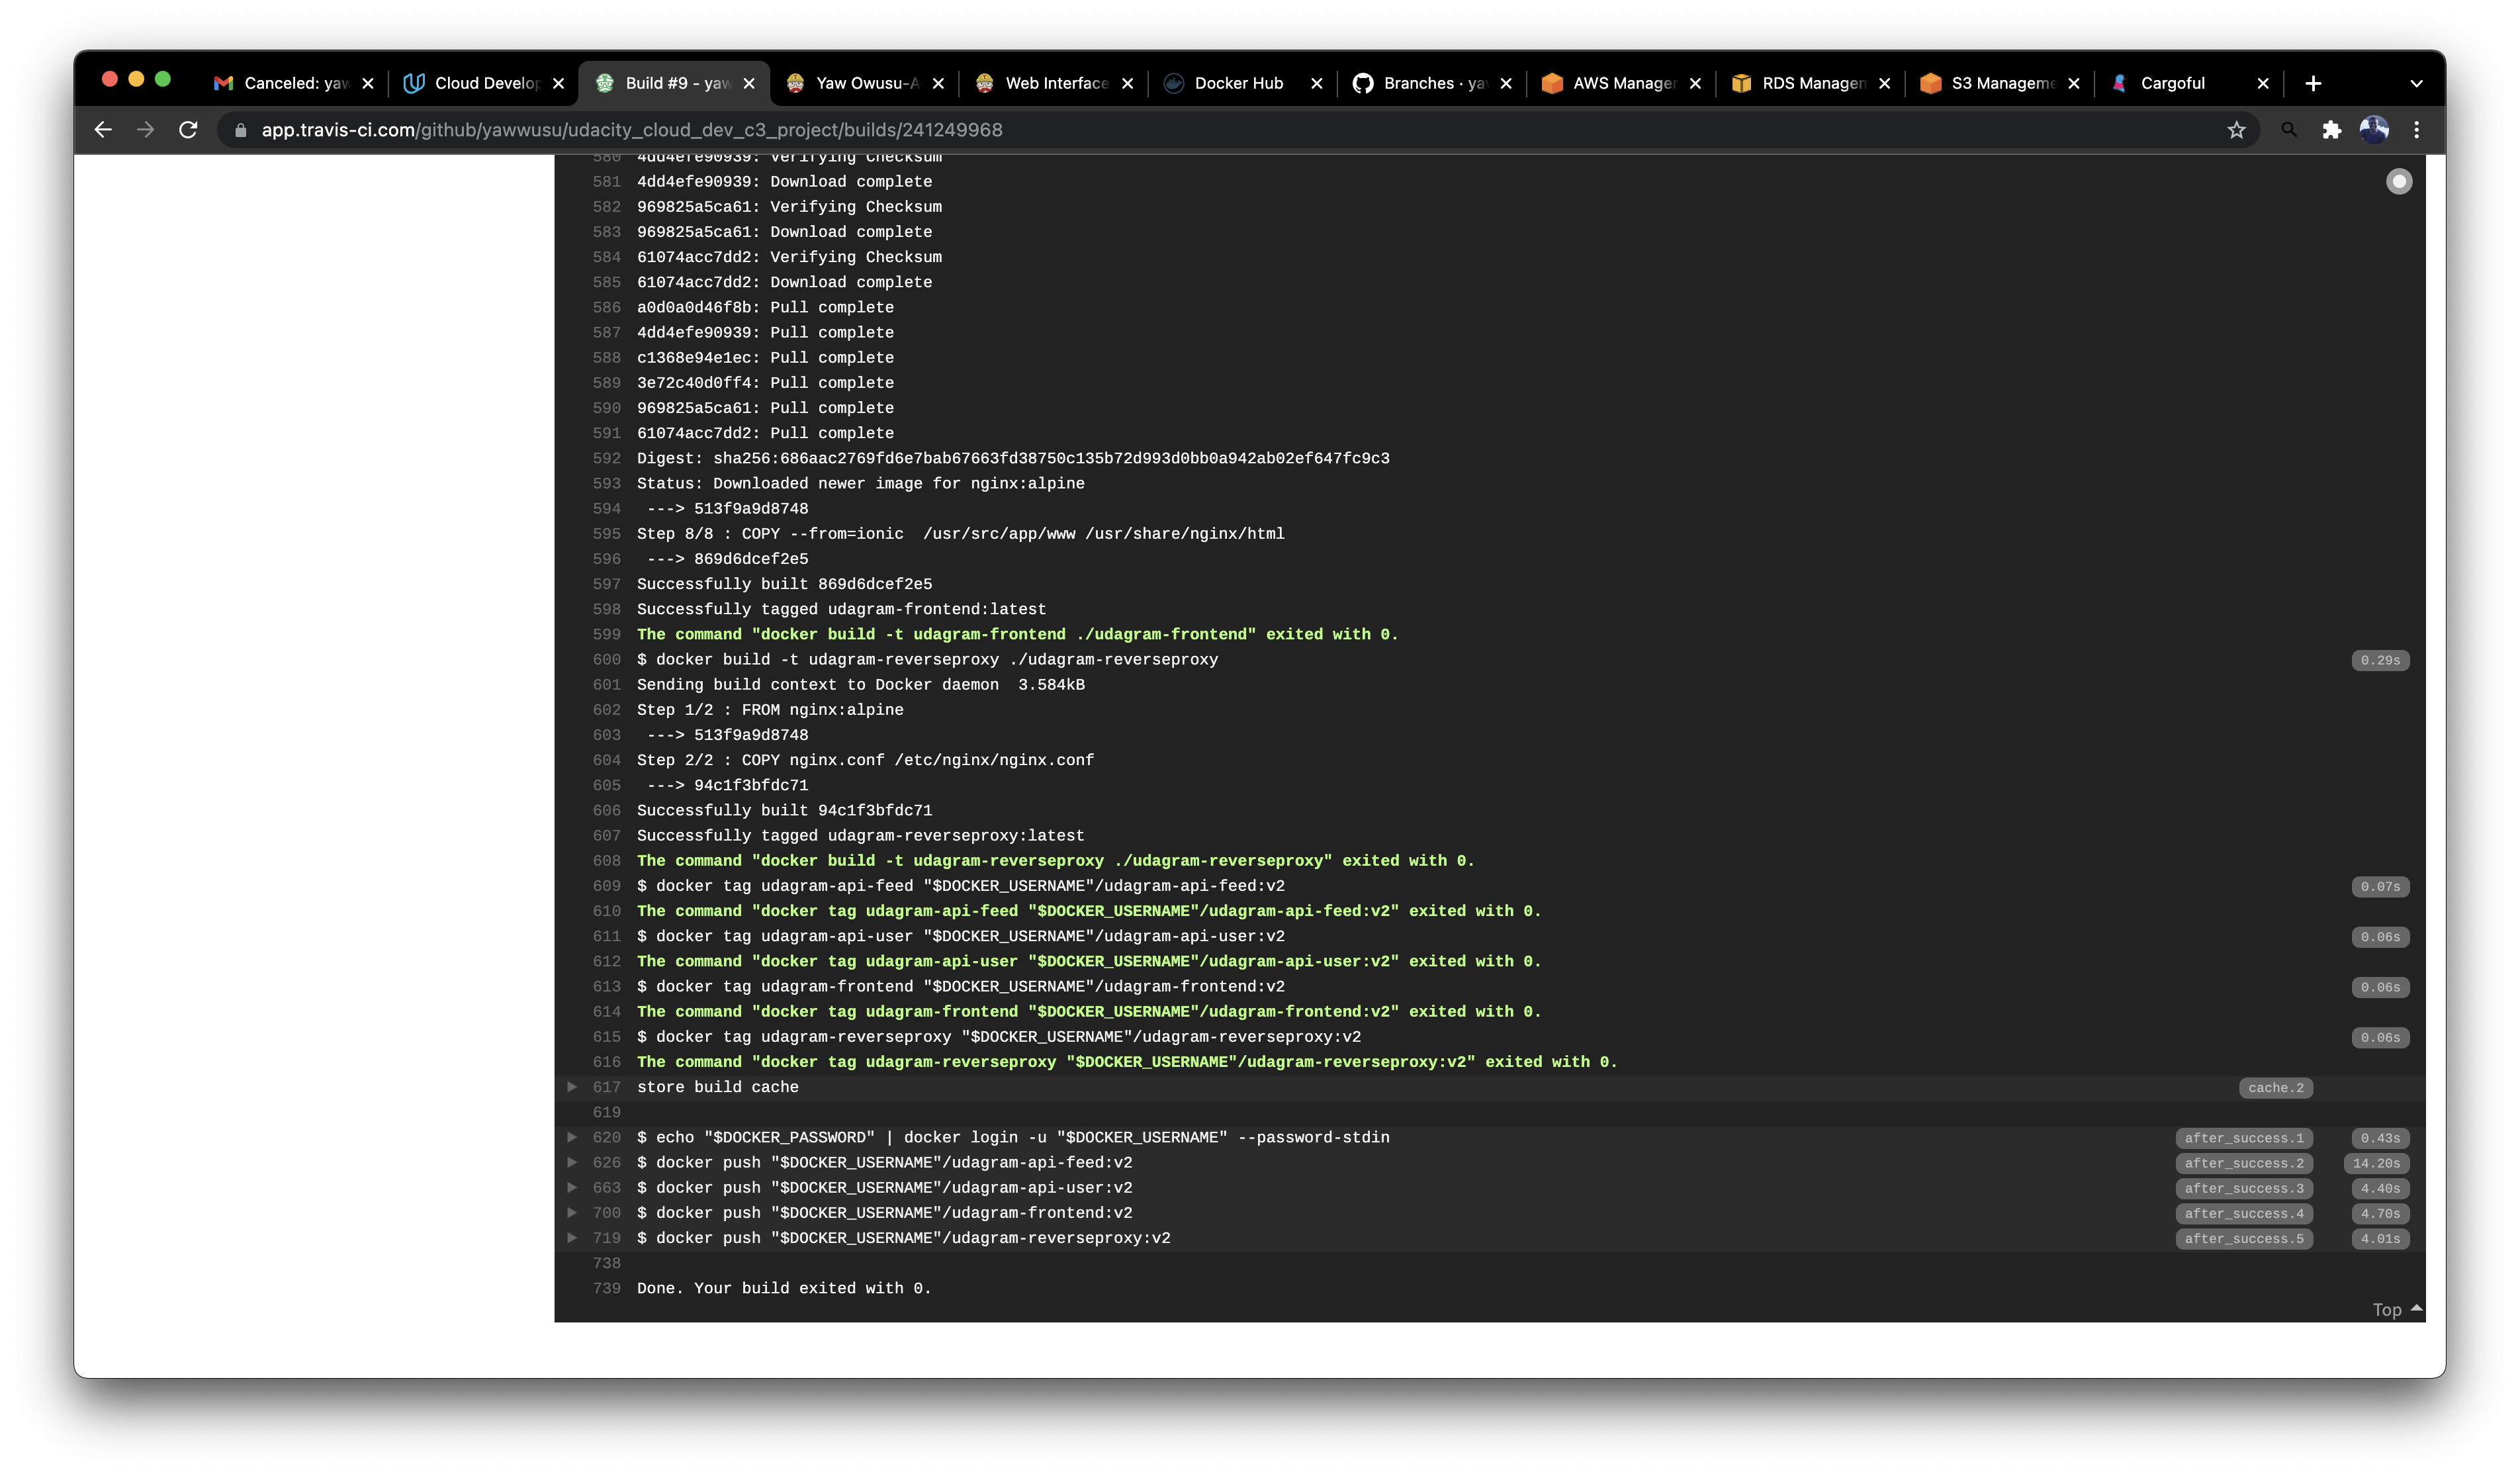 Canceled: yaw
Cloud Develop
Build #9 - yaw
Yaw Owusu-A
Web Interface
Docker Hub
Branches · ya
AWS Manager
RDS Managem
S3 Manageme
Cargoful
app.travis-ci.com/github/yawwusu/udacity_cloud_dev_c3_project/builds/241249968
580 4dd4efe90939: Verifying Checksum
581 4dd4efe90939: Download complete
582 969825a5ca61: Verifying Checksum
583 969825a5ca61: Download complete
584 61074acc7dd2: Verifying Checksum
585 61074acc7dd2: Download complete
586 a0d0a0d46f8b: Pull complete
587 4dd4efe90939: Pull complete
588 c1368e94e1ec: Pull complete
589 3e72c40d0ff4: Pull complete
590 969825a5ca61: Pull complete
591 61074acc7dd2: Pull complete
592 Digest: sha256:686aac2769fd6e7bab67663fd38750c135b72d993d0bb0a942ab02ef647fc9c3
593 Status: Downloaded newer image for nginx:alpine
594 ---> 513f9a9d8748
595 Step 8/8 : COPY --from=ionic  /usr/src/app/www /usr/share/nginx/html
596 ---> 869d6dcef2e5
597 Successfully built 869d6dcef2e5
598 Successfully tagged udagram-frontend:latest
599 The command "docker build -t udagram-frontend ./udagram-frontend" exited with 0.
600 $ docker build -t udagram-reverseproxy ./udagram-reverseproxy 0.29s
601 Sending build context to Docker daemon  3.584kB
602 Step 1/2 : FROM nginx:alpine
603 ---> 513f9a9d8748
604 Step 2/2 : COPY nginx.conf /etc/nginx/nginx.conf
605 ---> 94c1f3bfdc71
606 Successfully built 94c1f3bfdc71
607 Successfully tagged udagram-reverseproxy:latest
608 The command "docker build -t udagram-reverseproxy ./udagram-reverseproxy" exited with 0.
609 $ docker tag udagram-api-feed "$DOCKER_USERNAME"/udagram-api-feed:v2 0.07s
610 The command "docker tag udagram-api-feed "$DOCKER_USERNAME"/udagram-api-feed:v2" exited with 0.
611 $ docker tag udagram-api-user "$DOCKER_USERNAME"/udagram-api-user:v2 0.06s
612 The command "docker tag udagram-api-user "$DOCKER_USERNAME"/udagram-api-user:v2" exited with 0.
613 $ docker tag udagram-frontend "$DOCKER_USERNAME"/udagram-frontend:v2 0.06s
614 The command "docker tag udagram-frontend "$DOCKER_USERNAME"/udagram-frontend:v2" exited with 0.
615 $ docker tag udagram-reverseproxy "$DOCKER_USERNAME"/udagram-reverseproxy:v2 0.06s
616 The command "docker tag udagram-reverseproxy "$DOCKER_USERNAME"/udagram-reverseproxy:v2" exited with 0.
617 store build cache cache.2
619
620 $ echo "$DOCKER_PASSWORD" | docker login -u "$DOCKER_USERNAME" --password-stdin after_success.1 0.43s
626 $ docker push "$DOCKER_USERNAME"/udagram-api-feed:v2 after_success.2 14.20s
663 $ docker push "$DOCKER_USERNAME"/udagram-api-user:v2 after_success.3 4.40s
700 $ docker push "$DOCKER_USERNAME"/udagram-frontend:v2 after_success.4 4.70s
719 $ docker push "$DOCKER_USERNAME"/udagram-reverseproxy:v2 after_success.5 4.01s
738
739 Done. Your build exited with 0.
Top